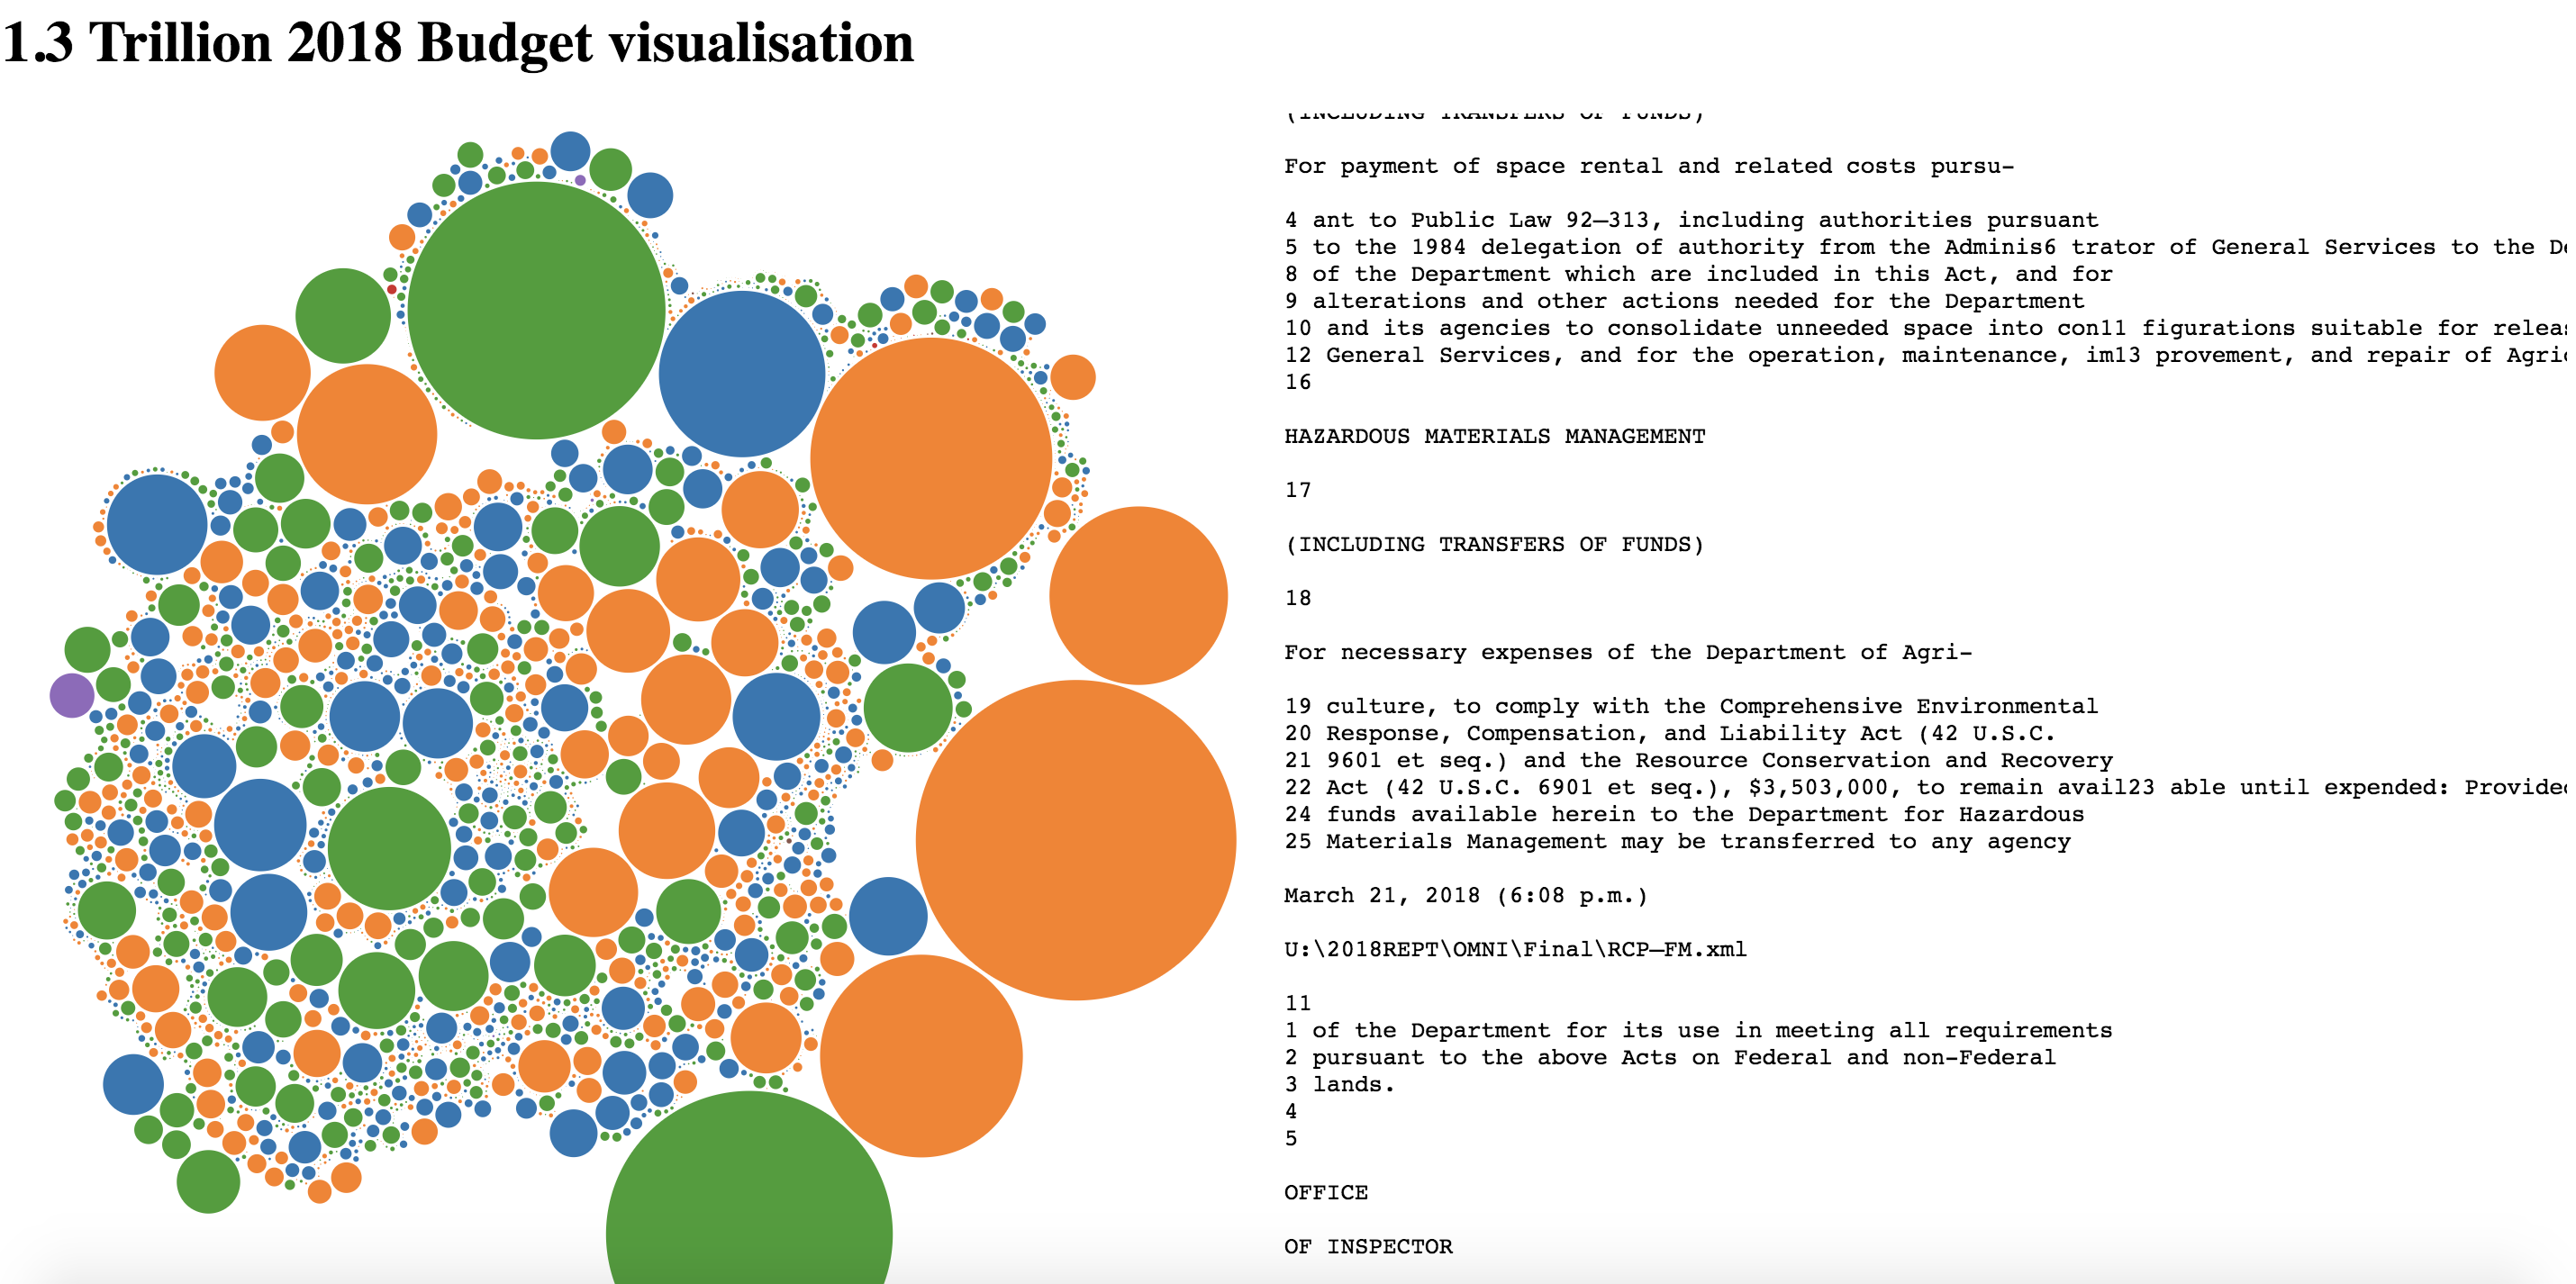 1.3 Trillion 2018 Budget visualisation
(INCLUDING TRANSFERS OF FUNDS)
For payment of space rental and related costs pursu-
4 ant to Public Law 92–313, including authorities pursuant
5 to the 1984 delegation of authority from the Adminis6 trator of General Services to the
8 of the Department which are included in this Act, and for
9 alterations and other actions needed for the Department
10 and its agencies to consolidate unneeded space into con11 figurations suitable for
12 General Services, and for the operation, maintenance, im13 provement, and repair of
16
HAZARDOUS MATERIALS MANAGEMENT
17
(INCLUDING TRANSFERS OF FUNDS)
18
For necessary expenses of the Department of Agri-
19 culture, to comply with the Comprehensive Environmental
20 Response, Compensation, and Liability Act (42 U.S.C.
21 9601 et seq.) and the Resource Conservation and Recovery
22 Act (42 U.S.C. 6901 et seq.), $3,503,000, to remain avail23 able until expended:
24 funds available herein to the Department for Hazardous
25 Materials Management may be transferred to any agency
March 21, 2018 (6:08 p.m.)
U:\2018REPT\OMNI\Final\RCP–FM.xml
11
1 of the Department for its use in meeting all requirements
2 pursuant to the above Acts on Federal and non–Federal
3 lands.
4
5
OFFICE
OF INSPECTOR